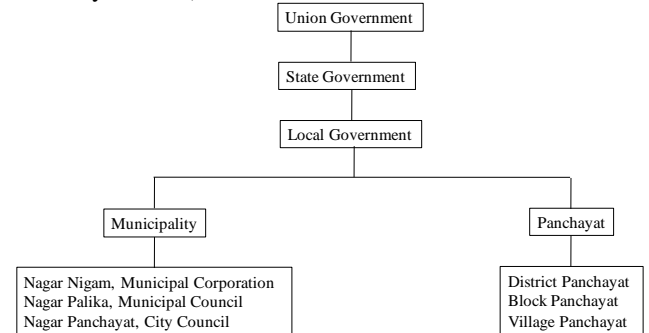 Union Government
State Government
Local Government
Municipality
Panchayat
Nagar Nigam, Municipal Corporation
Nagar Palika, Municipal Council
Nagar Panchayat, City Council
District Panchayat
Block Panchayat
Village Panchayat